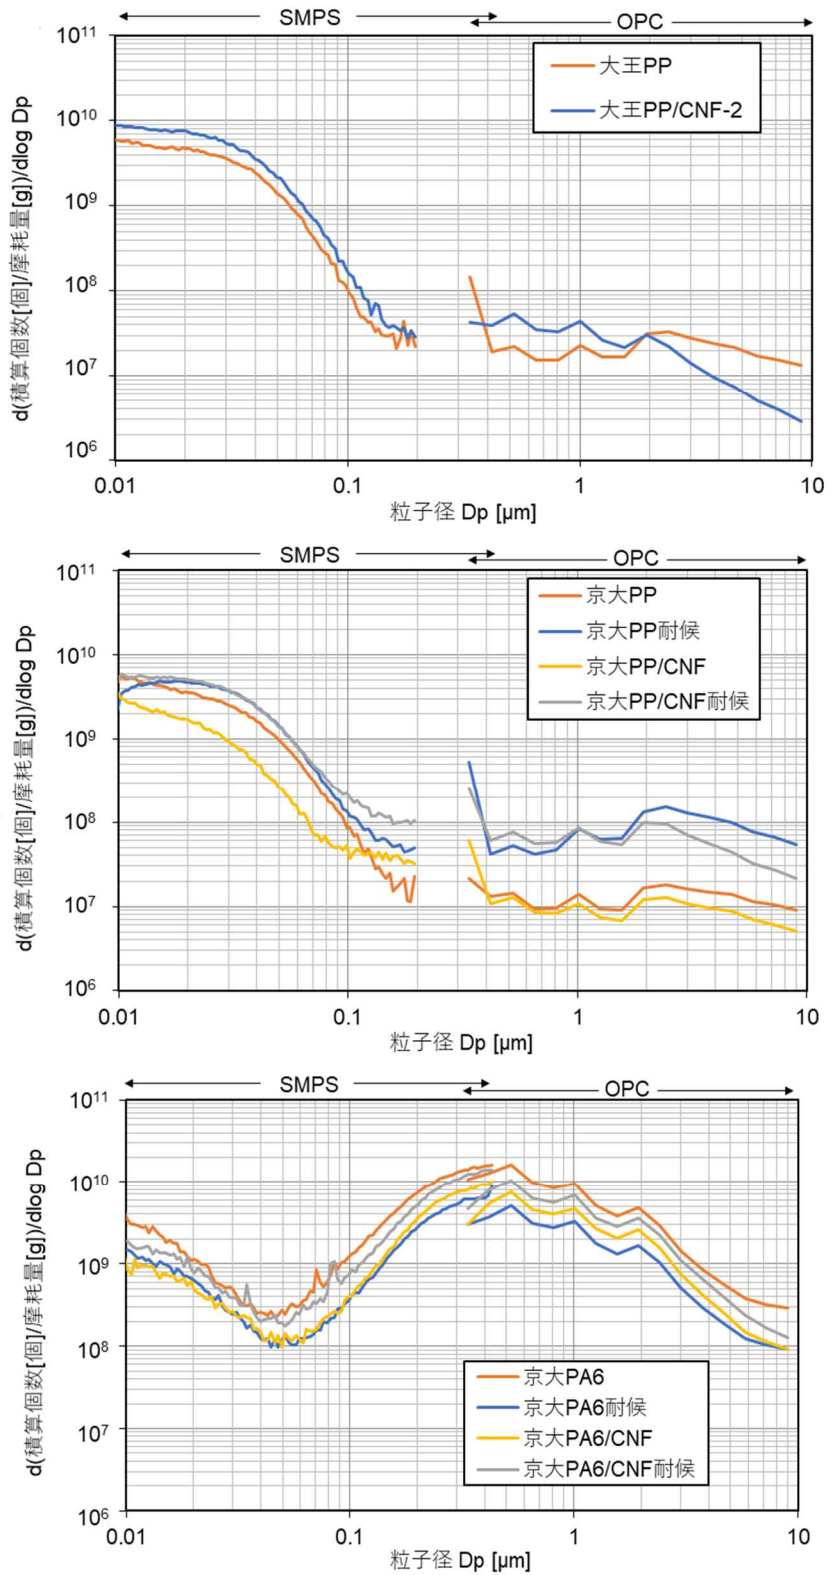 SMPS
OPC
d(積算個数[個]/摩耗量[g])/dlog Dp
10¹¹
10¹⁰
10⁹
10⁸
10⁷
10⁶
大王PP
大王PP/CNF-2
0.01
0.1
1
10
粒子径 Dp [μm]
SMPS
OPC
d(積算個数[個]/摩耗量[g])/dlog Dp
10¹¹
10¹⁰
10⁹
10⁸
10⁷
10⁶
京大PP
京大PP耐候
京大PP/CNF
京大PP/CNF耐候
0.01
0.1
1
10
粒子径 Dp [μm]
SMPS
OPC
d(積算個数[個]/摩耗量[g])/dlog Dp
10¹¹
10¹⁰
10⁹
10⁸
10⁷
10⁶
京大PA6
京大PA6耐候
京大PA6/CNF
京大PA6/CNF耐候
0.01
0.1
1
10
粒子径 Dp [μm]